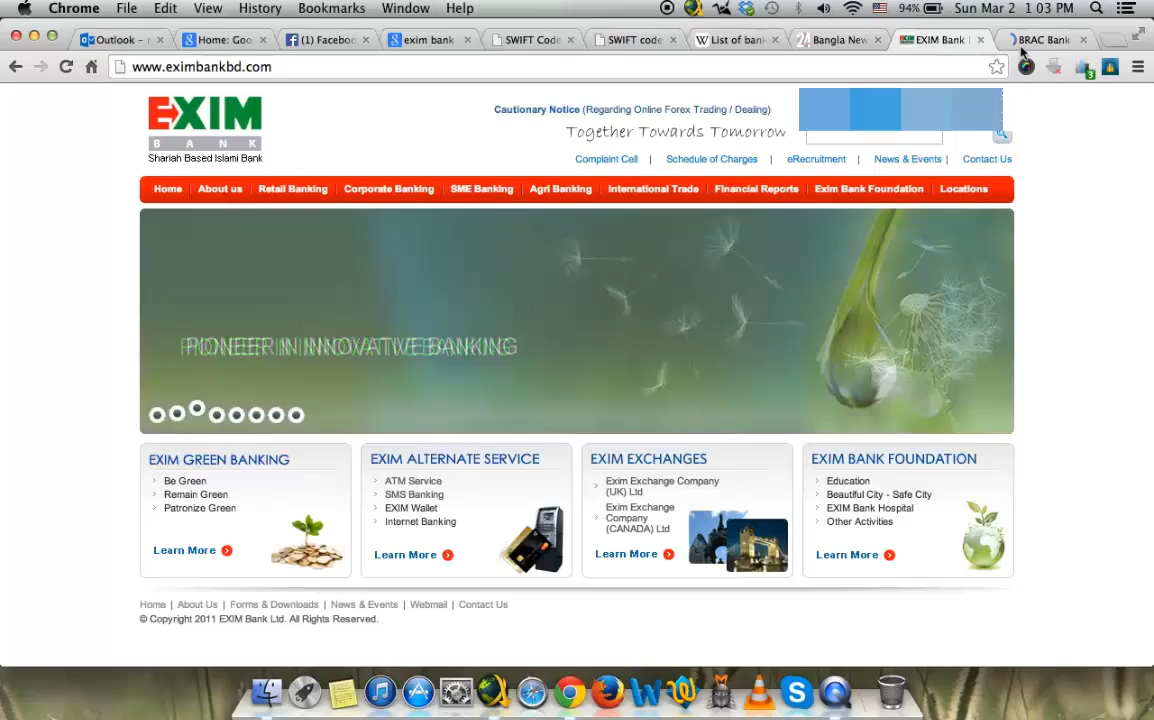 Chrome File Edit View History Bookmarks Window Help 94% Sun Mar 2 1:03 PM
Outlook – Home: Goo (1) Faceboo exim bank SWIFT Code SWIFT code List of ban Bangla New EXIM Bank BRAC Bank
www.eximbankbd.com
3
EXIM
BANK
Shariah Based Islami Bank
Cautionary Notice (Regarding Online Forex Trading / Dealing)
Together Towards Tomorrow
Complaint Cell | Schedule of Charges | eRecruitment | News & Events | Contact Us
Home About us Retail Banking Corporate Banking SME Banking Agri Banking International Trade Financial Reports Exim Bank Foundation Locations
PIONEER IN INNOVATIVE BANKING
EXIM GREEN BANKING
Be Green
Remain Green
Patronize Green
Learn More
EXIM ALTERNATE SERVICE
ATM Service
SMS Banking
EXIM Wallet
Internet Banking
Learn More
EXIM EXCHANGES
Exim Exchange Company
(UK) Ltd
Exim Exchange
Company
(CANADA) Ltd
Learn More
EXIM BANK FOUNDATION
Education
Beautiful City - Safe City
EXIM Bank Hospital
Other Activities
Learn More
Home | About Us | Forms & Downloads | News & Events | Webmail | Contact Us
© Copyright 2011 EXIM Bank Ltd. All Rights Reserved.